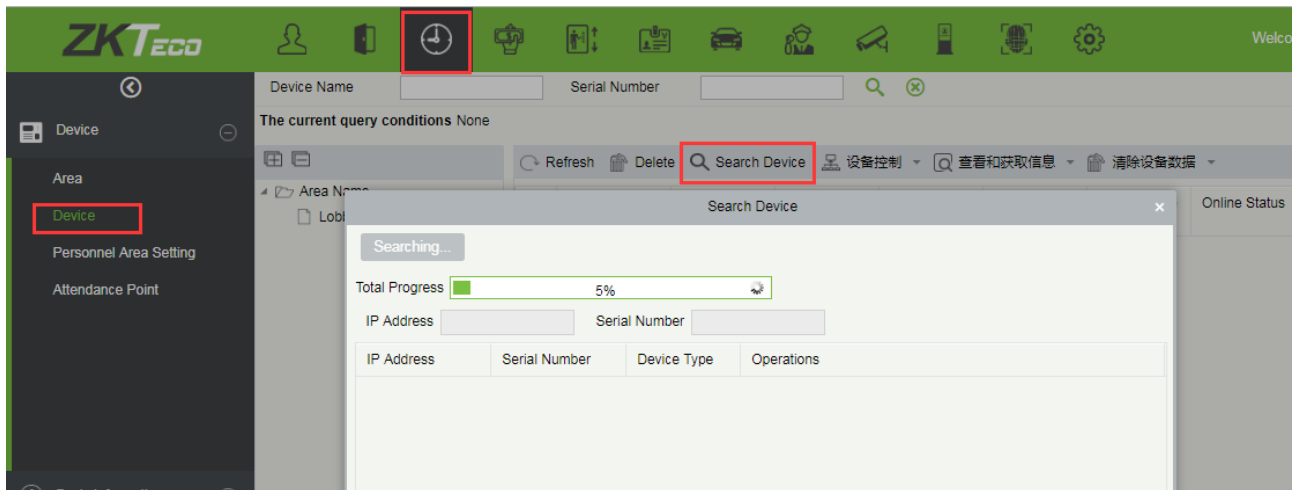 ZKTECO
Welco
Device Name
Serial Number
The current query conditions None
Device
Area
Device
Personnel Area Setting
Attendance Point
Refresh Delete Search Device 设备控制 查看和获取信息 清除设备数据
Area Name
Lobb
Online Status
Search Device
Searching...
Total Progress 5%
IP Address Serial Number
IP Address Serial Number Device Type Operations